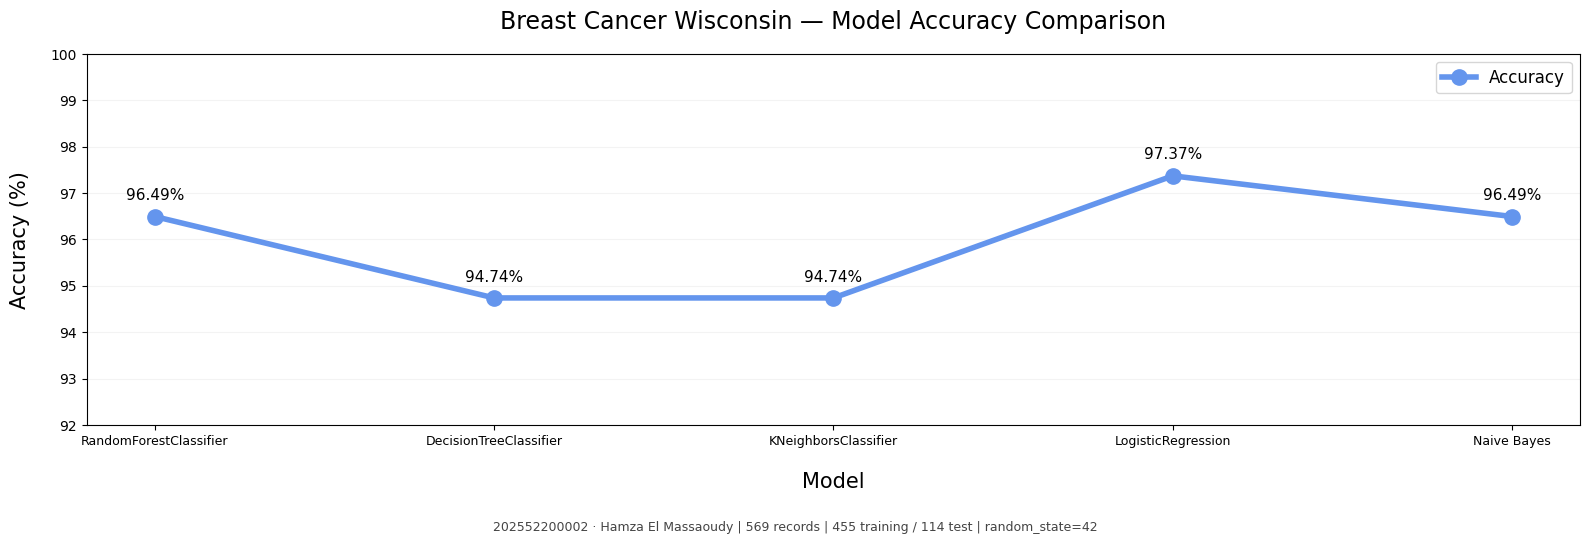 Breast Cancer Wisconsin — Model Accuracy Comparison
Accuracy (%)
100
99
98
97
96
95
94
93
92
Accuracy
96.49%
94.74%
94.74%
97.37%
96.49%
RandomForestClassifier
DecisionTreeClassifier
KNeighborsClassifier
LogisticRegression
Naive Bayes
Model
202552200002 · Hamza El Massaoudy | 569 records | 455 training / 114 test | random_state=42